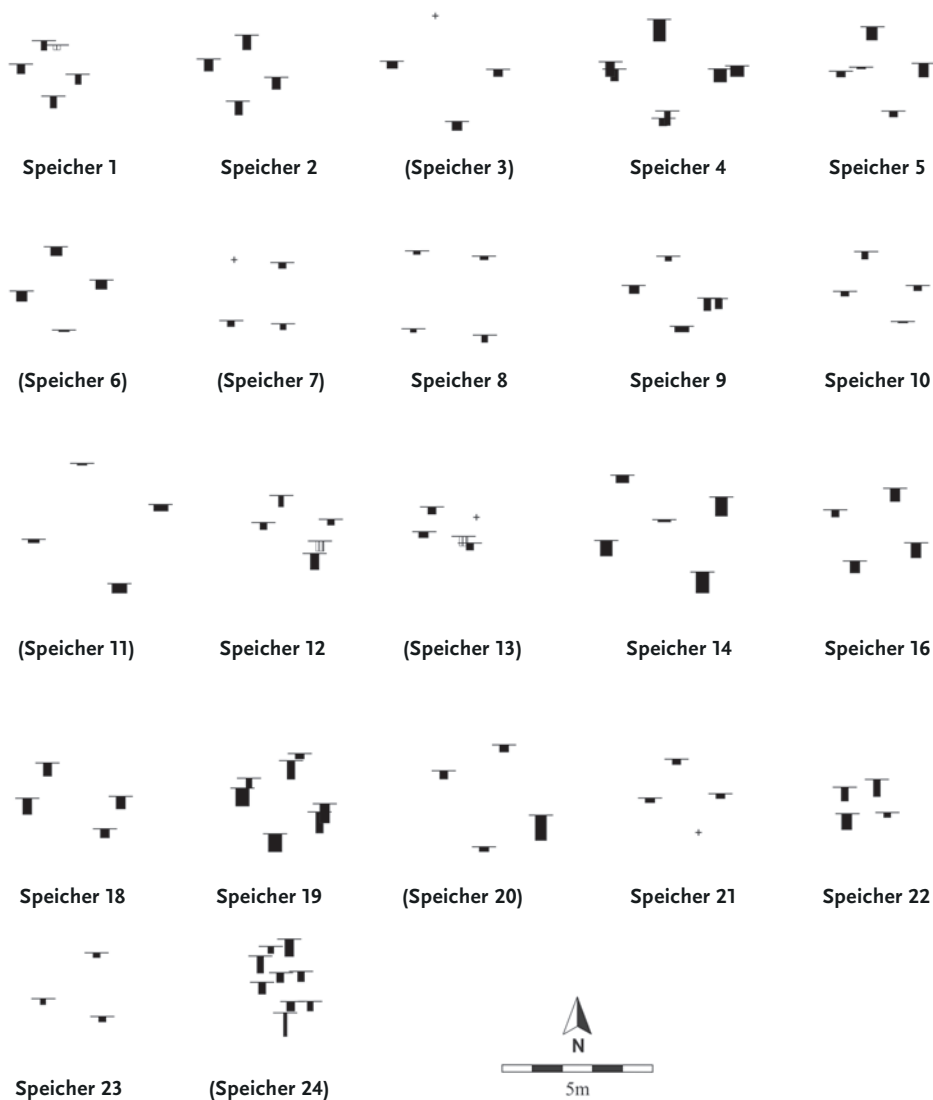 Speicher 1 Speicher 2 (Speicher 3) Speicher 4 Speicher 5
(Speicher 6) (Speicher 7) Speicher 8 Speicher 9 Speicher 10
(Speicher 11) Speicher 12 (Speicher 13) Speicher 14 Speicher 16
Speicher 18 Speicher 19 (Speicher 20) Speicher 21 Speicher 22
Speicher 23 (Speicher 24)
N
5m